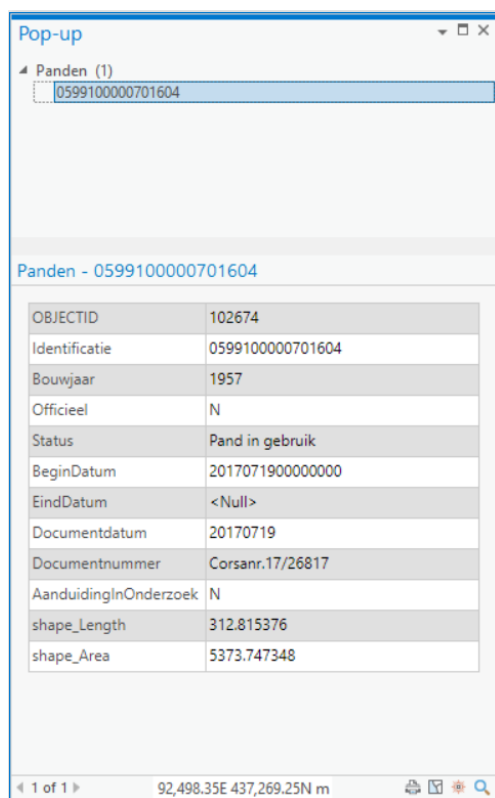 Pop-up
Panden (1)
0599100000701604
Panden - 0599100000701604
OBJECTID 102674
Identificatie 0599100000701604
Bouwjaar 1957
Officieel N
Status Pand in gebruik
BeginDatum 2017071900000000
EindDatum <Null>
Documentdatum 20170719
Documentnummer Corsanr.17/26817
AanduidingInOnderzoek N
shape_Length 312.815376
shape_Area 5373.747348
1 of 1 92,498.35E 437,269.25N m